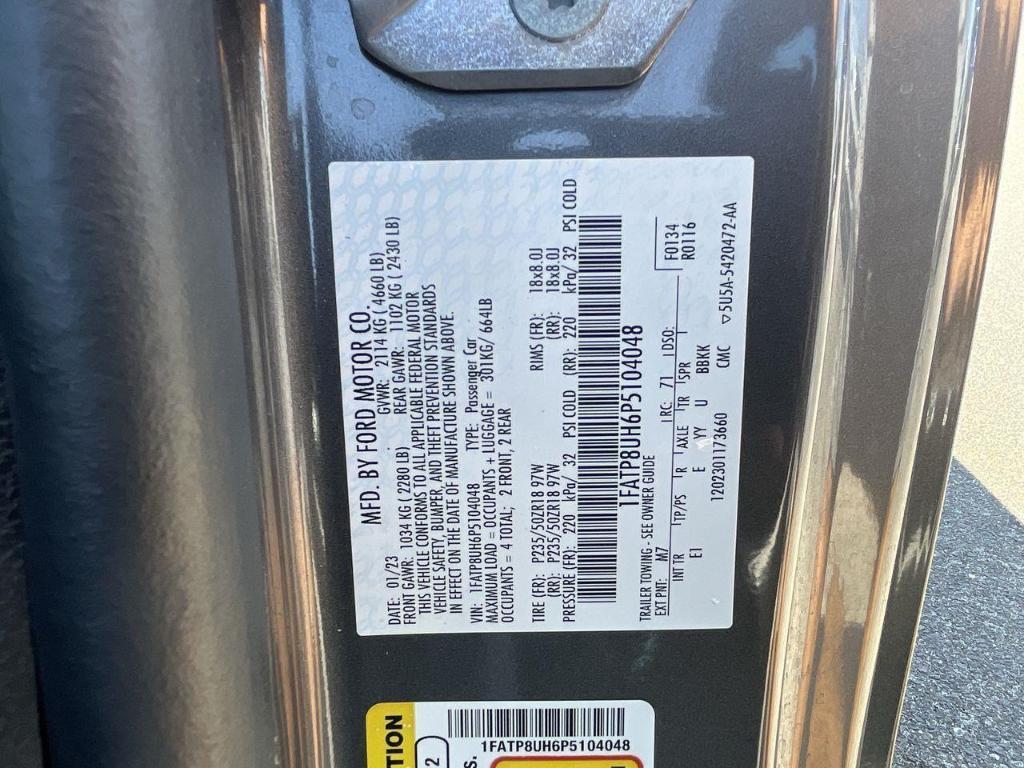 MFD. BY FORD MOTOR CO.
DATE: 01/23 GVWR: 2114 KG ( 4660 LB)
FRONT GAWR: 1034 KG ( 2280 LB) REAR GAWR: 1102 KG ( 2430 LB)
THIS VEHICLE CONFORMS TO ALL APPLICABLE FEDERAL MOTOR
VEHICLE SAFETY, BUMPER, AND THEFT PREVENTION STANDARDS
IN EFFECT ON THE DATE OF MANUFACTURE SHOWN ABOVE.
VIN: 1FATP8UH6P5104048 TYPE: Passenger Car
MAXIMUM LOAD = OCCUPANTS + LUGGAGE = 301KG/ 664LB
OCCUPANTS = 4 TOTAL; 2 FRONT, 2 REAR
TIRE (FR): P235/50ZR18 97W RIMS (FR): 18x8.0J
(RR): P235/50ZR18 97W (RR): 18x8.0J
PRESSURE (FR): 220 kPa/ 32 PSI COLD (RR): 220 kPa/ 32 PSI COLD
1FATP8UH6P5104048
TRAILER TOWING - SEE OWNER GUIDE F0134
EXT PNT: M7 RC: 71 DSO: R0116
INT TR TP/PS R AXLE TR SPR
E1 E YY U BBKK
1202301173660 CMC ▽5U5A-5420472-AA
TION
2
S.
1FATP8UH6P5104048